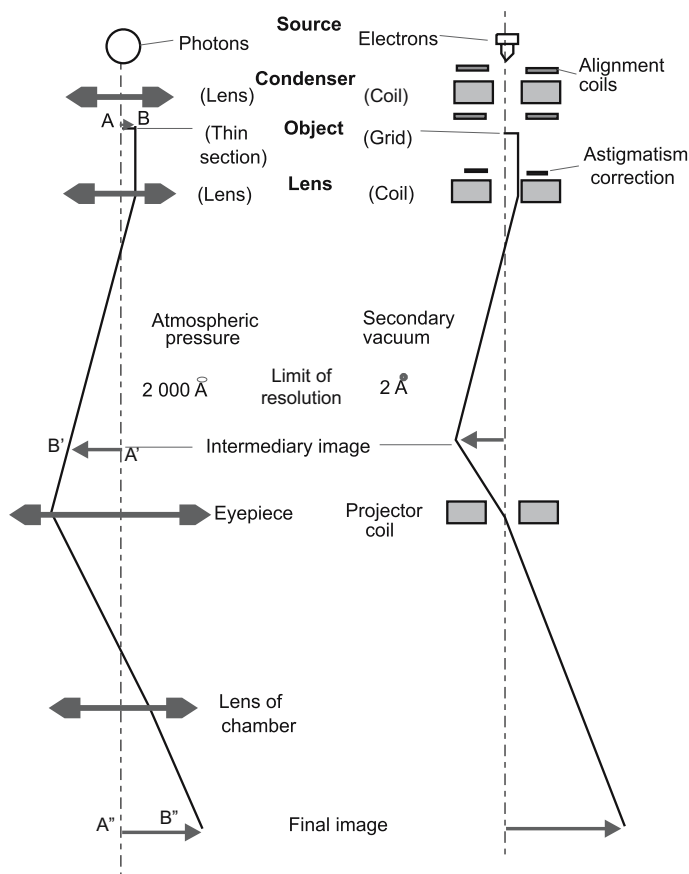 Source
Photons
Electrons
Alignment
coils
Condenser
(Lens)
(Coil)
A
B
Object
(Thin
section)
(Grid)
Astigmatism
correction
Lens
(Lens)
(Coil)
Atmospheric
pressure
Secondary
vacuum
2 000 Å
Limit of
resolution
2 Å
B’
A’
Intermediary image
Eyepiece
Projector
coil
Lens of
chamber
A”
B”
Final image